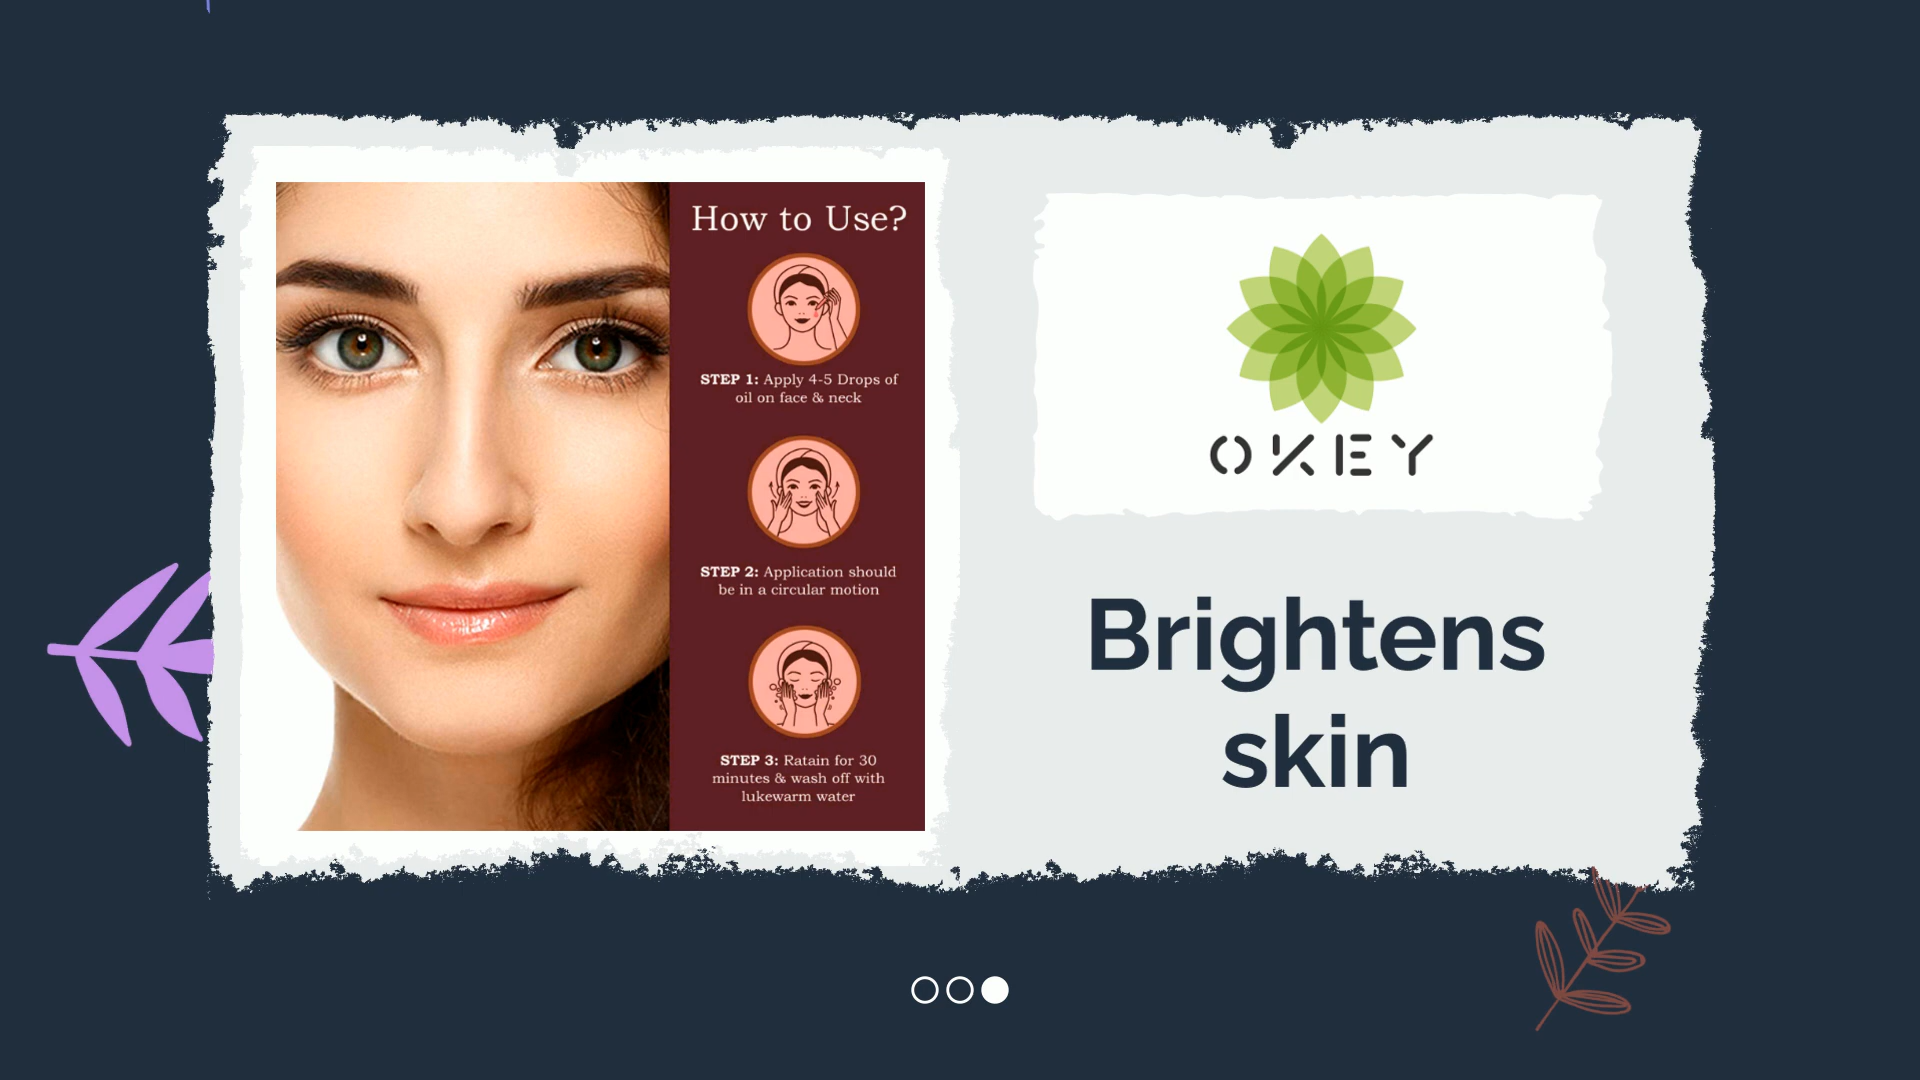 How to Use?
STEP 1: Apply 4-5 Drops of
oil on face & neck
STEP 2: Application should
be in a circular motion
STEP 3: Ratain for 30
minutes & wash off with
lukewarm water
OKEY
Brightens
skin